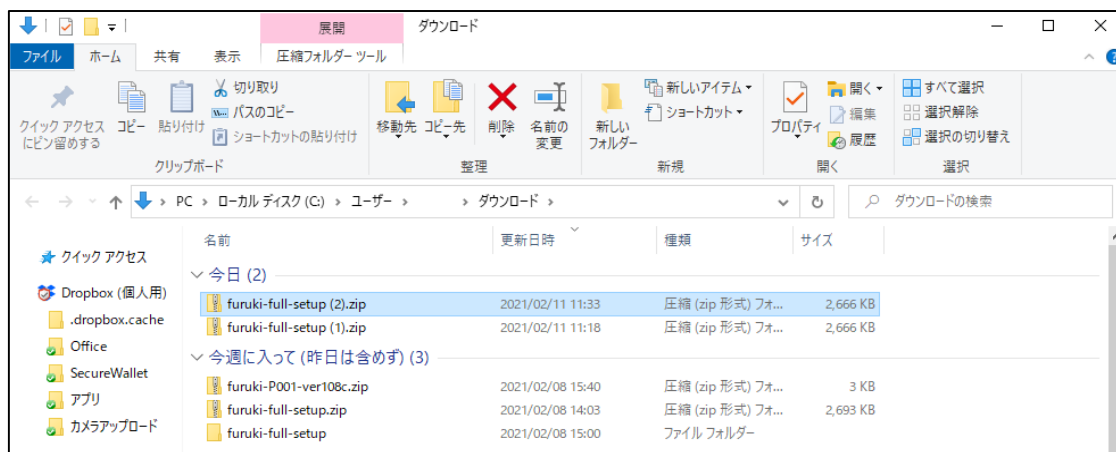 展開 ダウンロード
ファイル ホーム 共有 表示 圧縮フォルダー ツール
クイック アクセス
にピン留めする
コピー 貼り付け
切り取り
パスのコピー
ショートカットの貼り付け
クリップボード
移動先 コピー先 削除 名前の
変更
整理
新しい
フォルダー
新しいアイテム
ショートカット
新規
プロパティ
開く
編集
履歴
開く
すべて選択
選択解除
選択の切り替え
選択
PC › ローカル ディスク (C:) › ユーザー › › ダウンロード ›
ダウンロードの検索
名前 更新日時 種類 サイズ
クイック アクセス
Dropbox (個人用)
.dropbox.cache
Office
SecureWallet
アプリ
カメラアップロード
今日 (2)
furuki-full-setup (2).zip 2021/02/11 11:33 圧縮 (zip 形式) フォ... 2,666 KB
furuki-full-setup (1).zip 2021/02/11 11:18 圧縮 (zip 形式) フォ... 2,666 KB
今週に入って (昨日は含めず) (3)
furuki-P001-ver108c.zip 2021/02/08 15:40 圧縮 (zip 形式) フォ... 3 KB
furuki-full-setup.zip 2021/02/08 14:03 圧縮 (zip 形式) フォ... 2,693 KB
furuki-full-setup 2021/02/08 15:00 ファイル フォルダー